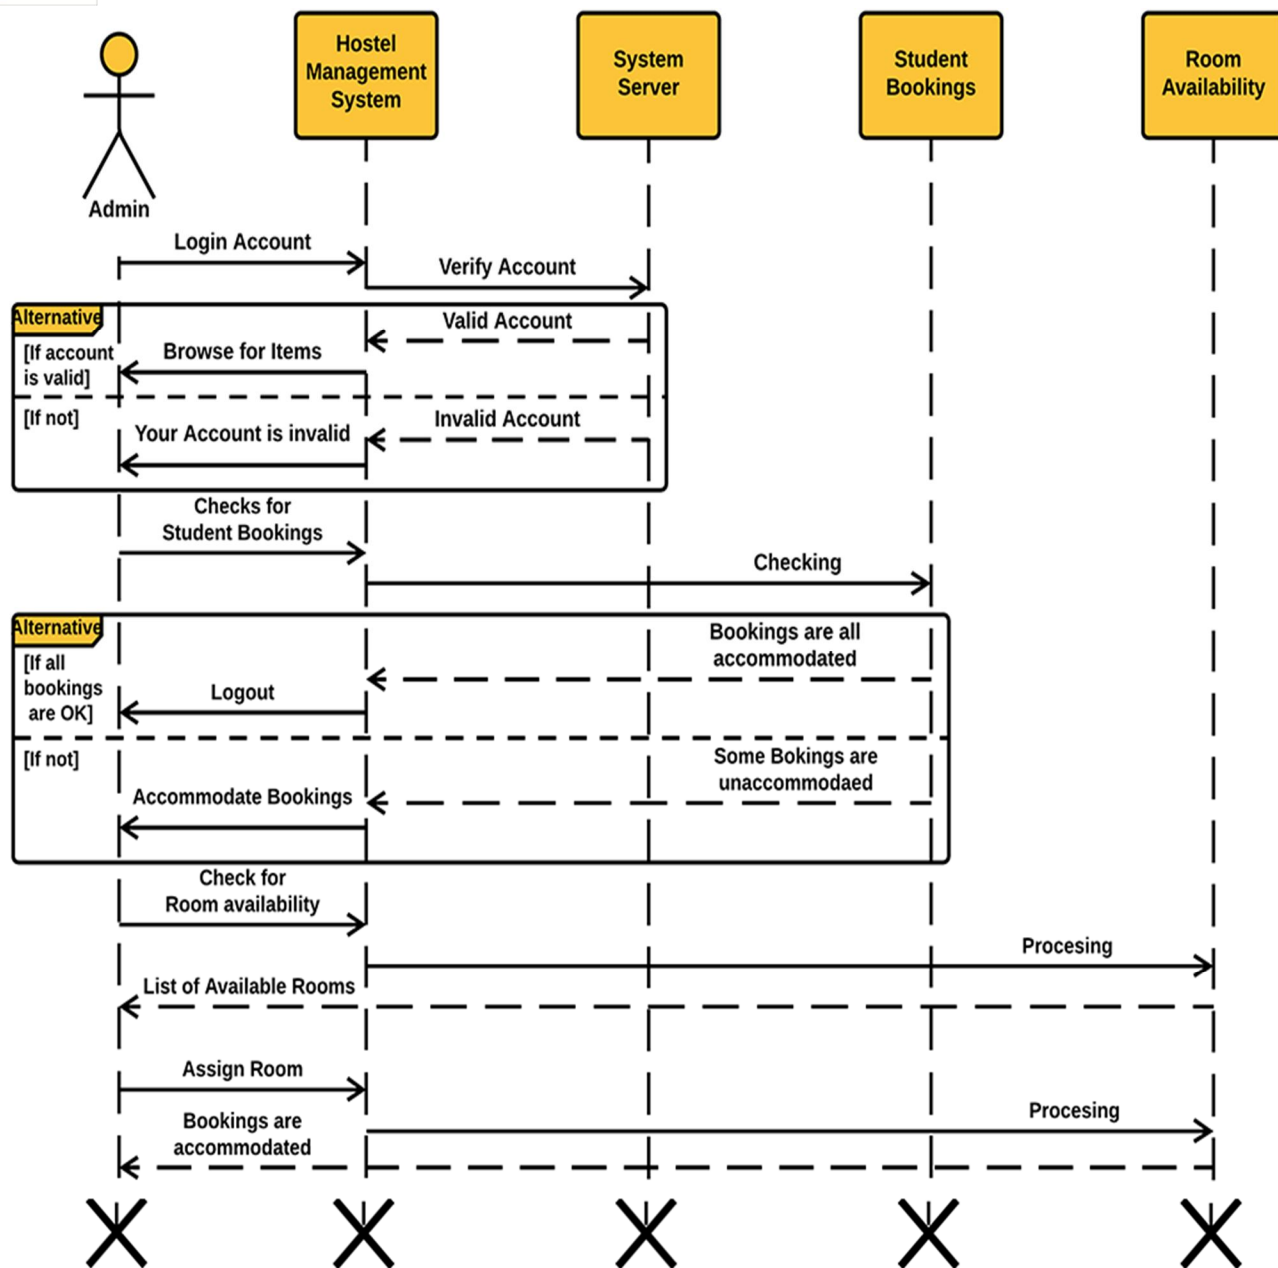 Hostel
Management
System
System
Server
Student
Bookings
Room
Availability
Admin
Login Account
Verify Account
Alternative
Valid Account
[If account
is valid]
Browse for Items
[If not]
Invalid Account
Your Account is invalid
Checks for
Student Bookings
Checking
Alternative
Bookings are all
accommodated
[If all
bookings
are OK]
Logout
[If not]
Some Bokings are
unaccommodaed
Accommodate Bookings
Check for
Room availability
Procesing
List of Available Rooms
Assign Room
Procesing
Bookings are
accommodated